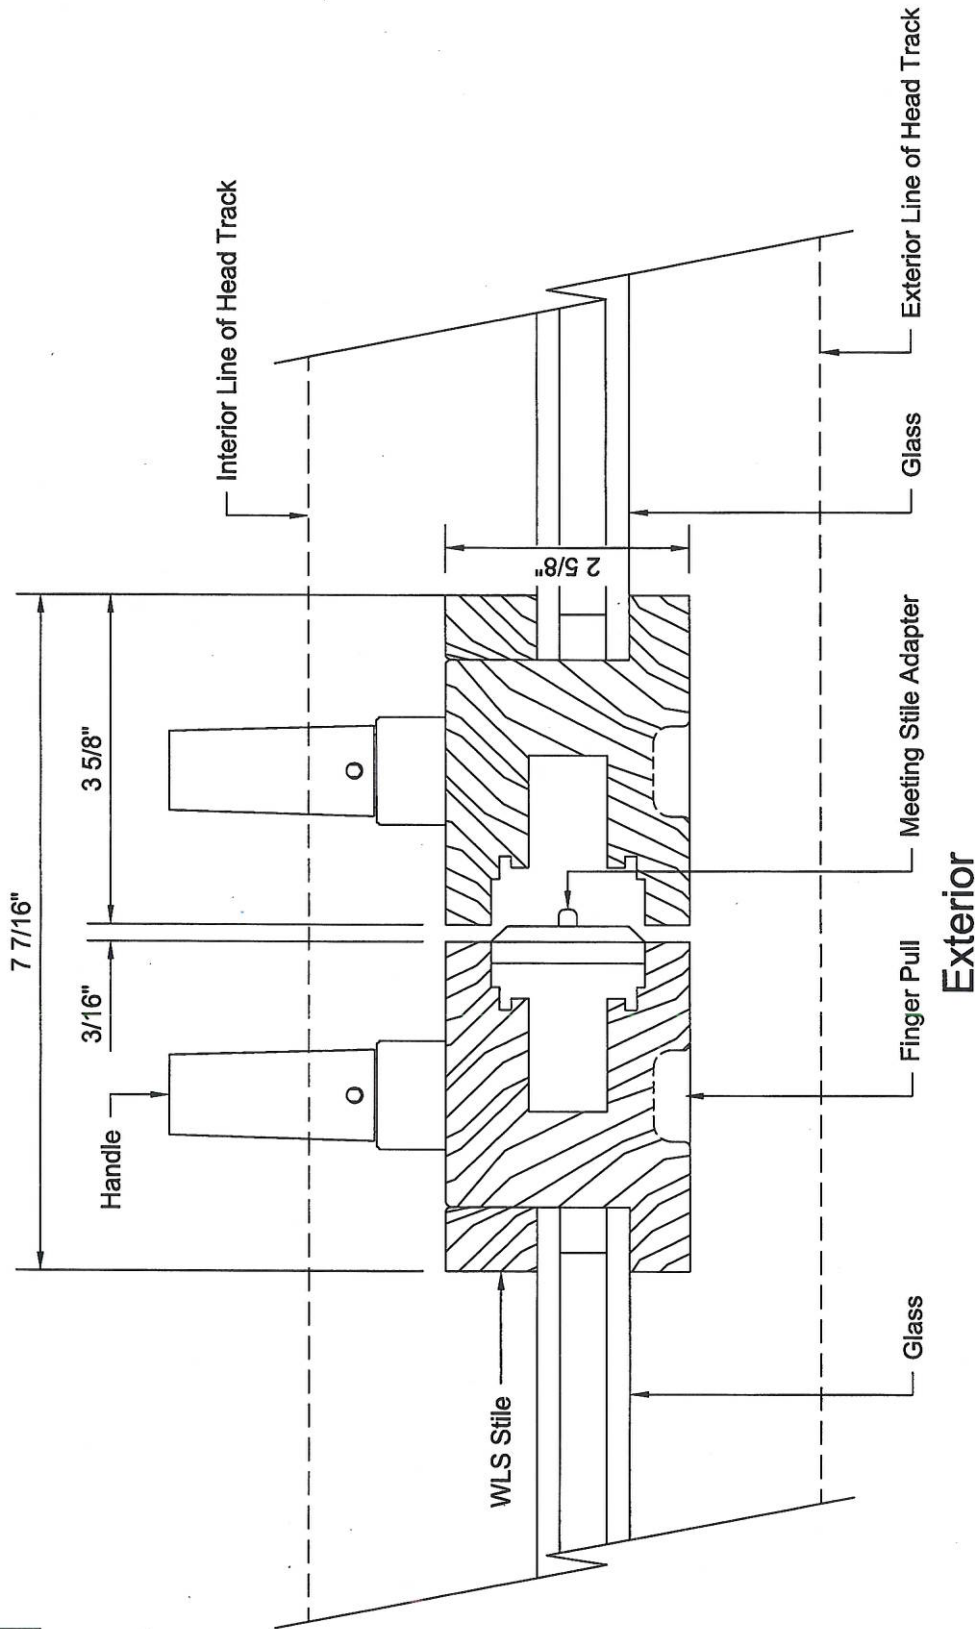 7 7/16"
3/16"
3 5/8"
Handle
Interior Line of Head Track
2 5/8"
WLS Stile
Glass
Finger Pull
Meeting Stile Adapter
Glass
Exterior Line of Head Track
Exterior